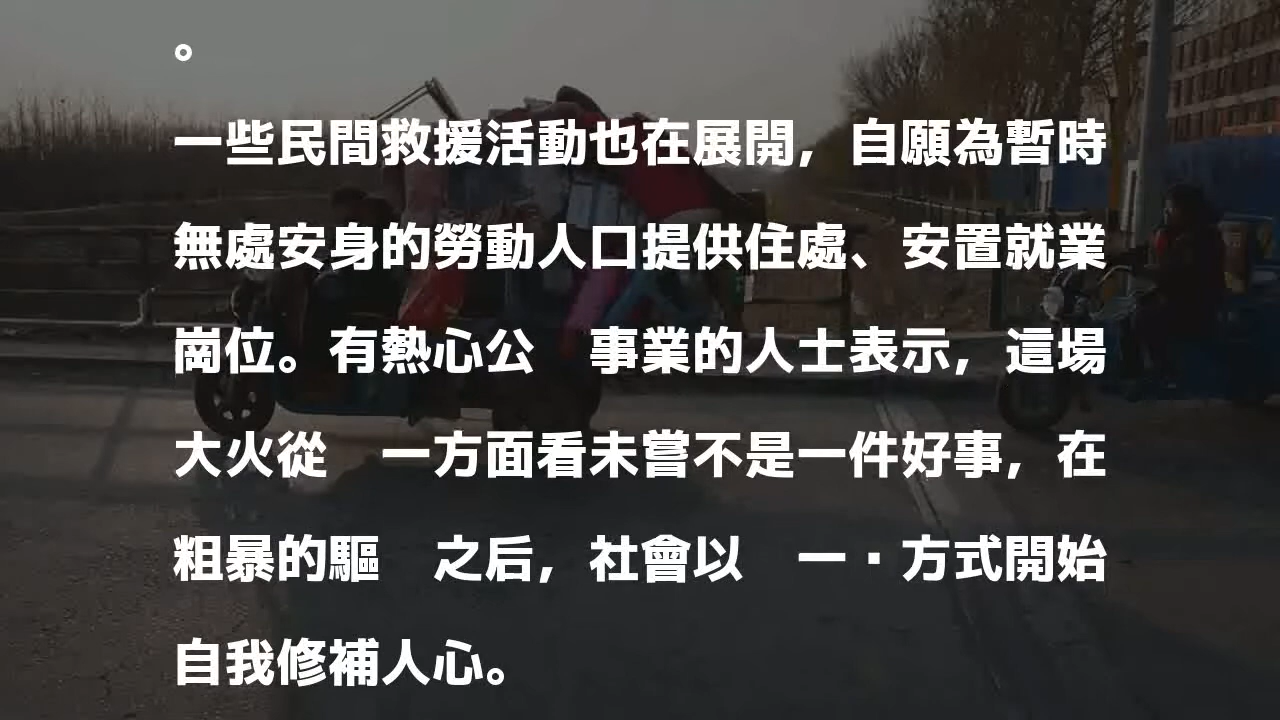 。
一些民間救援活動也在展開，自願為暫時
無處安身的勞動人口提供住處、安置就業
崗位。有熱心公　事業的人士表示，這場
大火從　一方面看未嘗不是一件好事，在
粗暴的驅　之后，社會以　一·方式開始
自我修補人心。